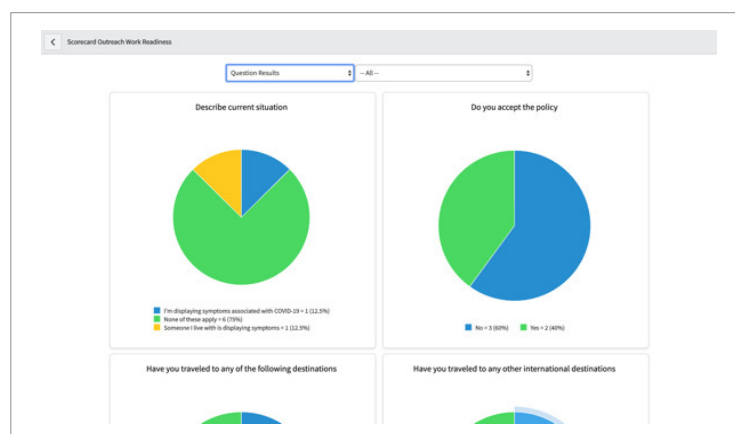 Scorecard Outreach Work Readiness
Question Results
-- All --
Describe current situation
I'm displaying symptoms associated with COVID-19 = 1 (12.5%)
None of these apply = 6 (75%)
Someone I live with is displaying symptoms = 1 (12.5%)
Do you accept the policy
No = 3 (60%) Yes = 2 (40%)
Have you traveled to any of the following destinations
Have you traveled to any other international destinations